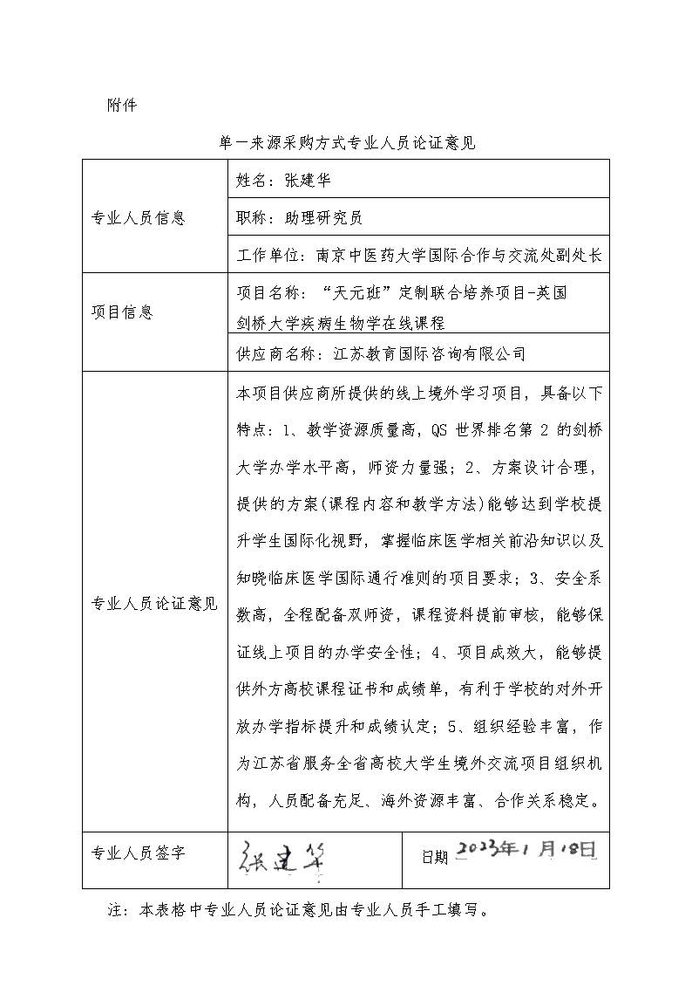 附件
单一来源采购方式专业人员论证意见
专业人员信息
姓名：张建华
职称：助理研究员
工作单位：南京中医药大学国际合作与交流处副处长
项目信息
项目名称：“天元班”定制联合培养项目-英国
剑桥大学疾病生物学在线课程
供应商名称：江苏教育国际咨询有限公司
专业人员论证意见
本项目供应商所提供的线上境外学习项目，具备以下
特点：1、教学资源质量高，QS 世界排名第 2 的剑桥
大学办学水平高，师资力量强；2、方案设计合理，
提供的方案(课程内容和教学方法)能够达到学校提
升学生国际化视野，掌握临床医学相关前沿知识以及
知晓临床医学国际通行准则的项目要求；3、安全系
数高，全程配备双师资，课程资料提前审核，能够保
证线上项目的办学安全性；4、项目成效大，能够提
供外方高校课程证书和成绩单，有利于学校的对外开
放办学指标提升和成绩认定；5、组织经验丰富，作
为江苏省服务全省高校大学生境外交流项目组织机
构，人员配备充足、海外资源丰富、合作关系稳定。
专业人员签字
张建华
日期 2023年1月18日
注：本表格中专业人员论证意见由专业人员手工填写。